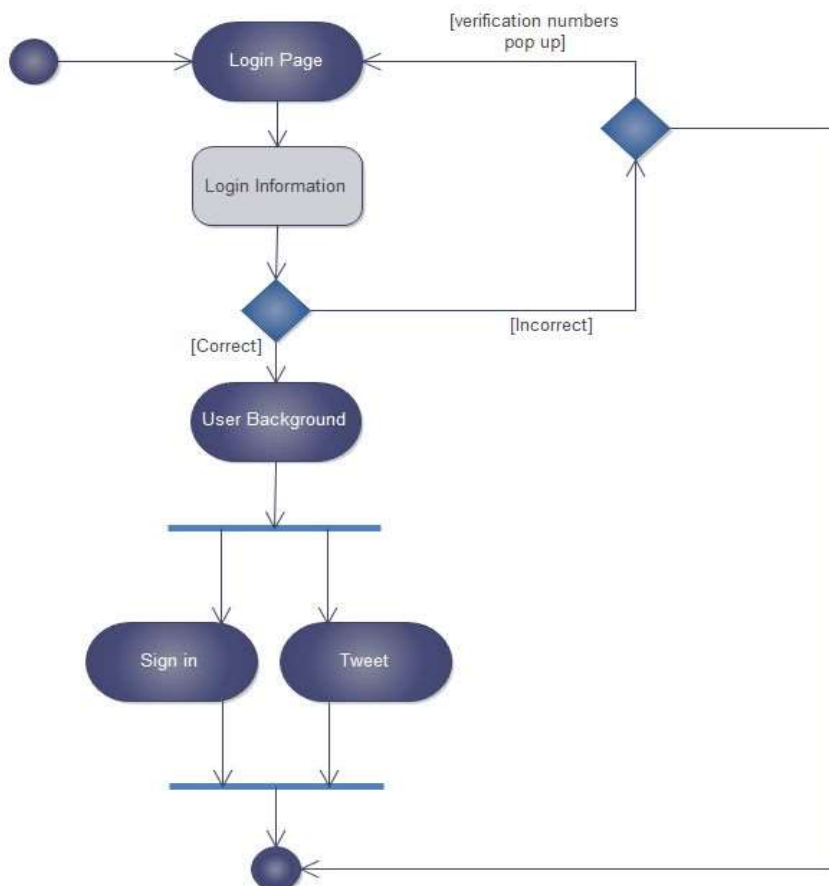 [verification numbers
pop up]
Login Page
Login Information
[Incorrect]
[Correct]
User Background
Sign in
Tweet